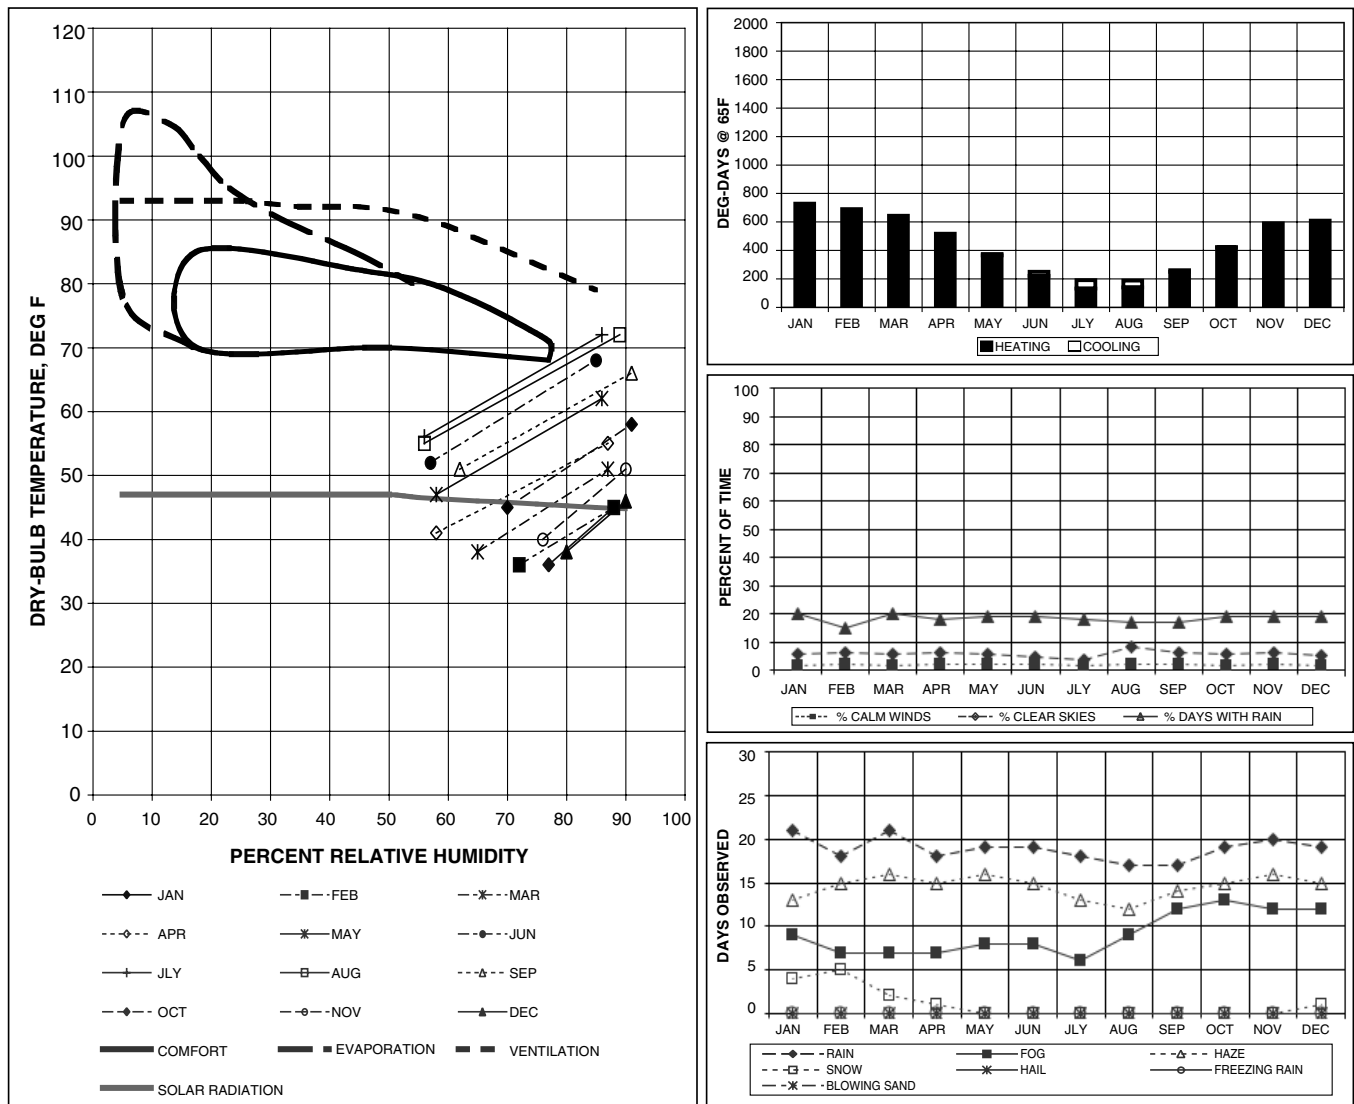 120
110
100
90
80
70
60
50
40
30
20
10
0
DRY-BULB TEMPERATURE, DEG F
0 10 20 30 40 50 60 70 80 90 100
PERCENT RELATIVE HUMIDITY
JAN FEB MAR
APR MAY JUN
JLY AUG SEP
OCT NOV DEC
COMFORT EVAPORATION VENTILATION
SOLAR RADIATION
2000
1800
1600
1400
1200
1000
800
600
400
200
0
DEG-DAYS @ 65F
JAN FEB MAR APR MAY JUN JLY AUG SEP OCT NOV DEC
HEATING COOLING
100
90
80
70
60
50
40
30
20
10
0
PERCENT OF TIME
JAN FEB MAR APR MAY JUN JLY AUG SEP OCT NOV DEC
% CALM WINDS % CLEAR SKIES % DAYS WITH RAIN
30
25
20
15
10
5
0
DAYS OBSERVED
JAN FEB MAR APR MAY JUN JLY AUG SEP OCT NOV DEC
RAIN FOG HAZE
SNOW HAIL FREEZING RAIN
BLOWING SAND